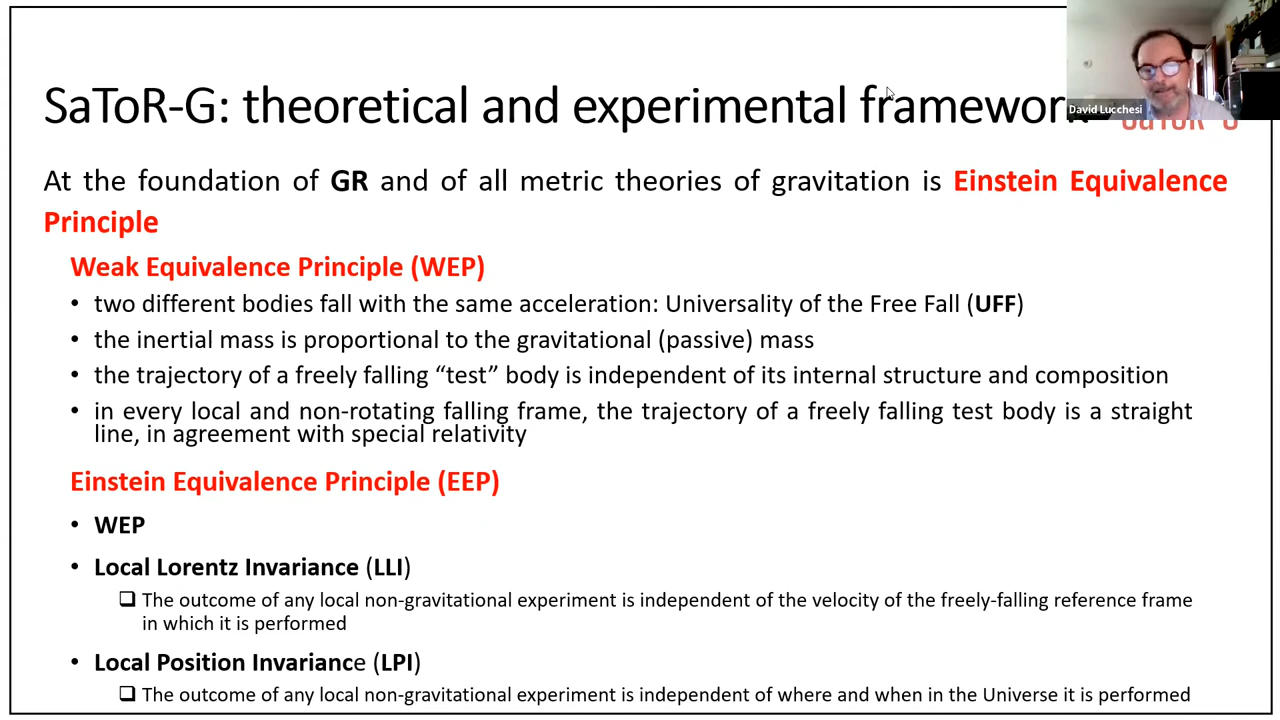 SaToR-G: theoretical and experimental framework
David Lucchesi
At the foundation of GR and of all metric theories of gravitation is Einstein Equivalence
Principle
Weak Equivalence Principle (WEP)
• two different bodies fall with the same acceleration: Universality of the Free Fall (UFF)
• the inertial mass is proportional to the gravitational (passive) mass
• the trajectory of a freely falling “test” body is independent of its internal structure and composition
• in every local and non-rotating falling frame, the trajectory of a freely falling test body is a straight
line, in agreement with special relativity
Einstein Equivalence Principle (EEP)
• WEP
• Local Lorentz Invariance (LLI)
❑ The outcome of any local non-gravitational experiment is independent of the velocity of the freely-falling reference frame
in which it is performed
• Local Position Invariance (LPI)
❑ The outcome of any local non-gravitational experiment is independent of where and when in the Universe it is performed